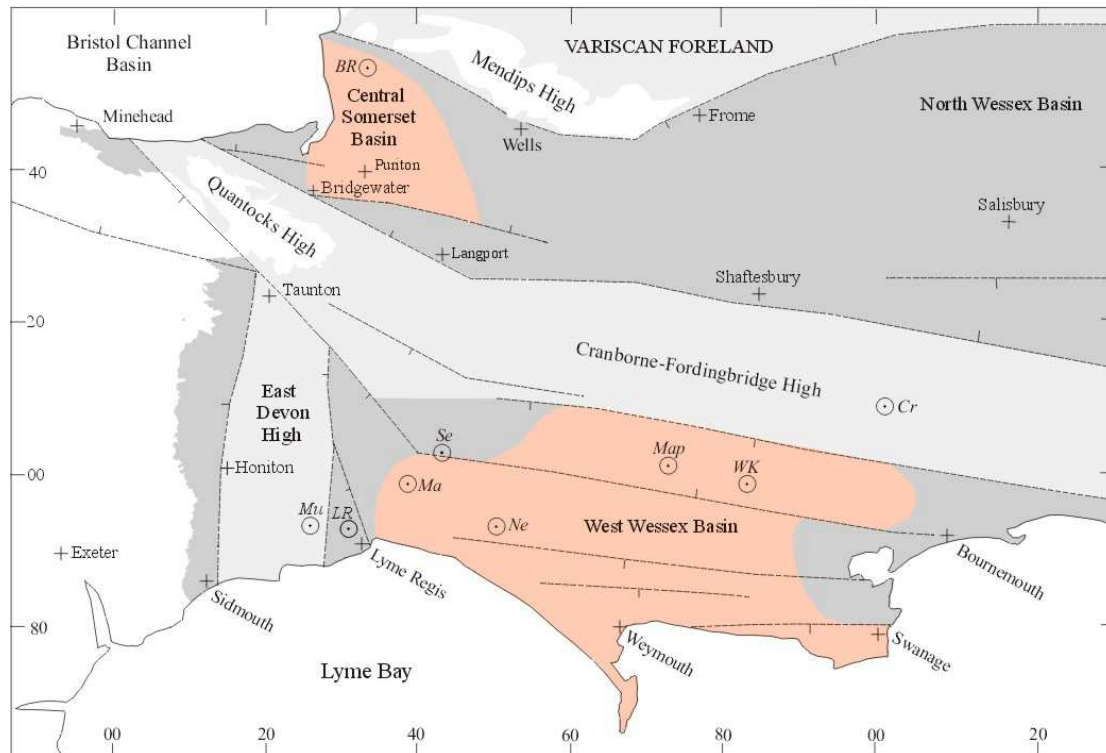 Bristol Channel
Basin
VARISCAN FORELAND
Mendips High
BR
Central
Somerset
Basin
North Wessex Basin
Minehead
Frome
Wells
Puriton
Bridgewater
40
Quantocks High
Salisbury
Langport
Shaftesbury
Taunton
20
Cranborne-Fordingbridge High
East
Devon
High
Cr
Se
Map
WK
Honiton
00
Ma
Mu
LR
Ne
West Wessex Basin
Exeter
Lyme Regis
Bournemouth
Sidmouth
80
Weymouth
Swanage
Lyme Bay
00
20
40
60
80
00
20